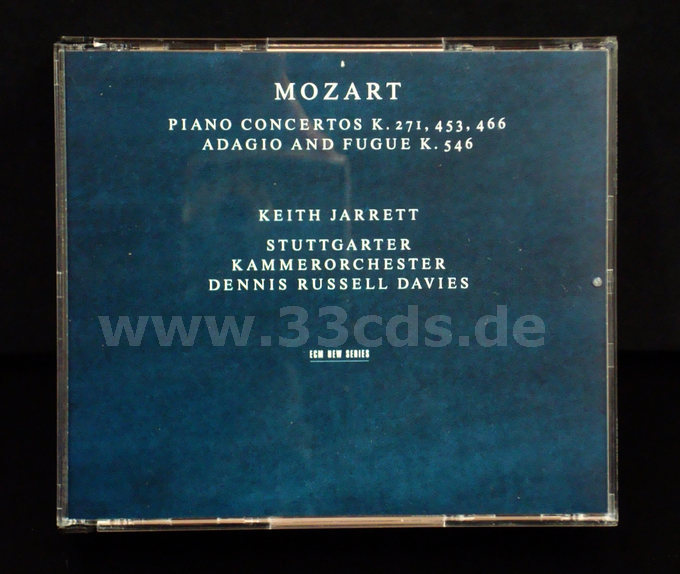 MOZART
PIANO CONCERTOS K. 271, 453, 466
ADAGIO AND FUGUE K. 546
KEITH JARRETT
STUTTGARTER
KAMMERORCHESTER
DENNIS RUSSELL DAVIES
www.33cds.de
ECM NEW SERIES